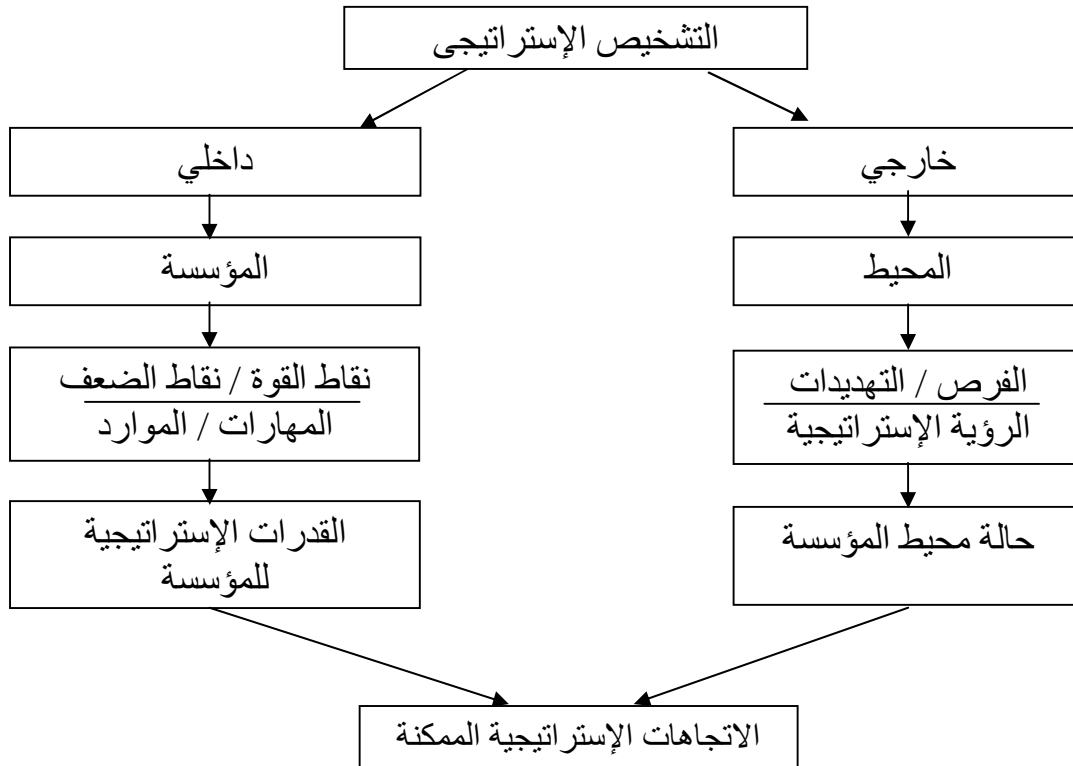 التشخيص الإستراتيجى
خارجي
داخلي
المحيط
المؤسسة
الفرص / التهديدات
الرؤية الإستراتيجية
نقاط القوة / نقاط الضعف
المهارات / الموارد
حالة محيط المؤسسة
القدرات الإستراتيجية
للمؤسسة
الاتجاهات الإستراتيجية الممكنة